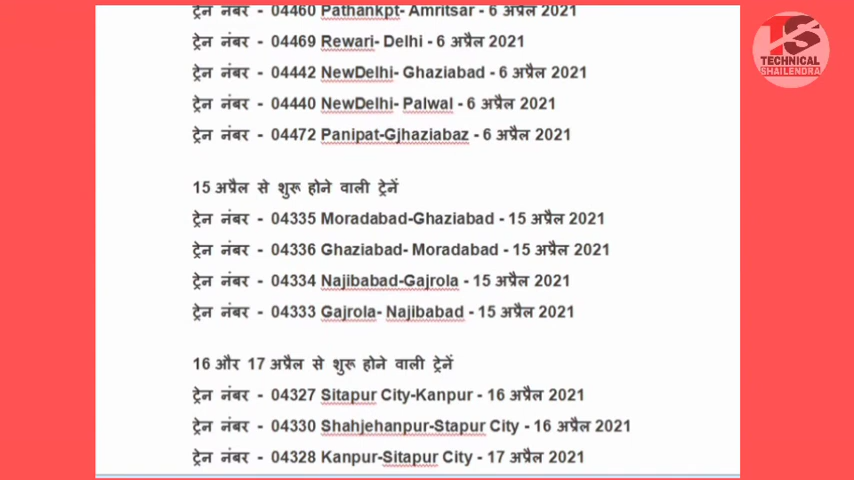 ट्रेन नंबर - 04460 Pathankpt- Amritsar - 6 अप्रैल 2021
ट्रेन नंबर - 04469 Rewari- Delhi - 6 अप्रैल 2021
ट्रेन नंबर - 04442 NewDelhi- Ghaziabad - 6 अप्रैल 2021
ट्रेन नंबर - 04440 NewDelhi- Palwal - 6 अप्रैल 2021
ट्रेन नंबर - 04472 Panipat-Gjhaziabaz - 6 अप्रैल 2021
15 अप्रैल से शुरू होने वाली ट्रेनें
ट्रेन नंबर - 04335 Moradabad-Ghaziabad - 15 अप्रैल 2021
ट्रेन नंबर - 04336 Ghaziabad- Moradabad - 15 अप्रैल 2021
ट्रेन नंबर - 04334 Najibabad-Gajrola - 15 अप्रैल 2021
ट्रेन नंबर - 04333 Gajrola- Najibabad - 15 अप्रैल 2021
16 और 17 अप्रैल से शुरू होने वाली ट्रेनें
ट्रेन नंबर - 04327 Sitapur City-Kanpur - 16 अप्रैल 2021
ट्रेन नंबर - 04330 Shahjehanpur-Stapur City - 16 अप्रैल 2021
ट्रेन नंबर - 04328 Kanpur-Sitapur City - 17 अप्रैल 2021
TS
TECHNICAL
SHAILENDRA